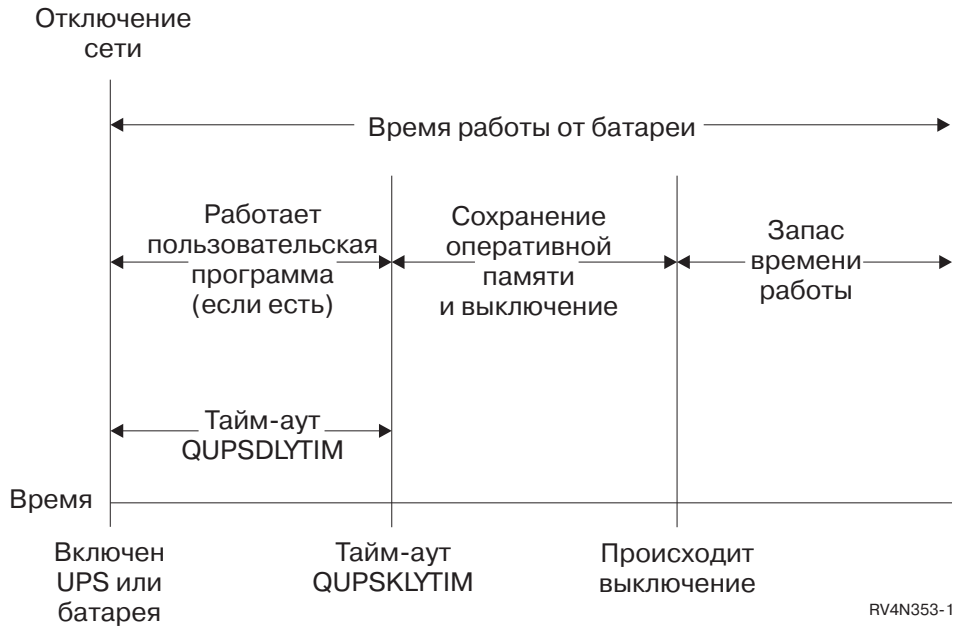 Отключение
сети
Время работы от батареи
Работает
пользовательская
программа
(если есть)
Сохранение
оперативной
памяти
и выключение
Запас
времени
работы
Тайм-аут
QUPSDLYTIM
Время
Включен
UPS или
батарея
Тайм-аут
QUPSKLYTIM
Происходит
выключение
RV4N353-1